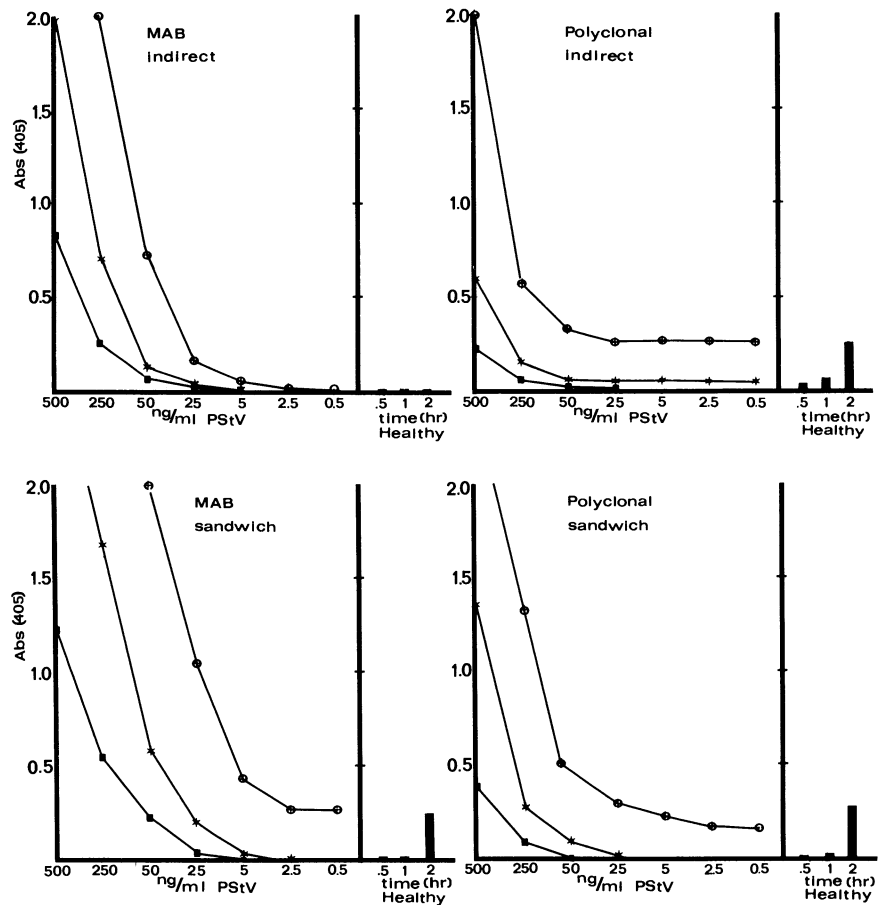 MAB
indirect
Abs (405)
2.0
1.5
1.0
0.5
500 250 50 25 5 2.5 0.5
ng/ml PStV
.5 1 2
time(hr)
Healthy
Polyclonal
indirect
2.0
1.5
1.0
0.5
500 250 50 25 5 2.5 0.5
ng/ml PStV
.5 1 2
time(hr)
Healthy
MAB
sandwich
Abs (405)
2.0
1.5
1.0
0.5
500 250 50 25 5 2.5 0.5
ng/ml PStV
.5 1 2
time(hr)
Healthy
Polyclonal
sandwich
2.0
1.5
1.0
0.5
500 250 50 25 5 2.5 0.5
ng/ml PStV
.5 1 2
time(hr)
Healthy